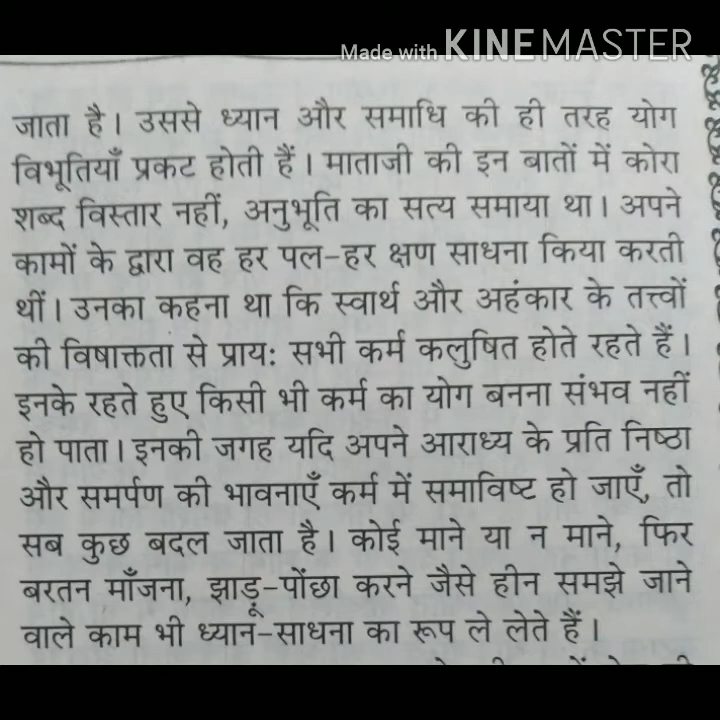 Made with KINEMASTER
जाता है। उससे ध्यान और समाधि की ही तरह योग
विभूतियाँ प्रकट होती हैं। माताजी की इन बातों में कोरा
शब्द विस्तार नहीं, अनुभूति का सत्य समाया था। अपने
कामों के द्वारा वह हर पल-हर क्षण साधना किया करती
थीं। उनका कहना था कि स्वार्थ और अहंकार के तत्त्वों
की विषाक्तता से प्राय: सभी कर्म कलुषित होते रहते हैं।
इनके रहते हुए किसी भी कर्म का योग बनना संभव नहीं
हो पाता। इनकी जगह यदि अपने आराध्य के प्रति निष्ठा
और समर्पण की भावनाएँ कर्म में समाविष्ट हो जाएँ, तो
सब कुछ बदल जाता है। कोई माने या न माने, फिर
बरतन माँजना, झाड़ू-पोंछा करने जैसे हीन समझे जाने
वाले काम भी ध्यान-साधना का रूप ले लेते हैं।